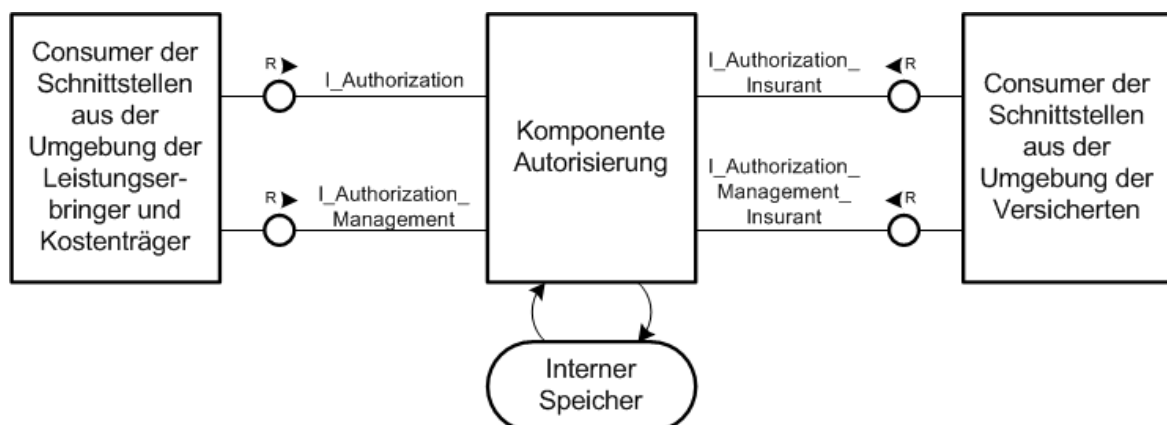 Consumer der
Schnittstellen
aus der
Umgebung der
Leistungser-
bringer und
Kostenträger
R
I_Authorization
R
I_Authorization_
Management
Komponente
Autorisierung
I_Authorization_
Insurant
R
I_Authorization_
Management_
Insurant
R
Consumer der
Schnittstellen
aus der
Umgebung der
Versicherten
Interner
Speicher